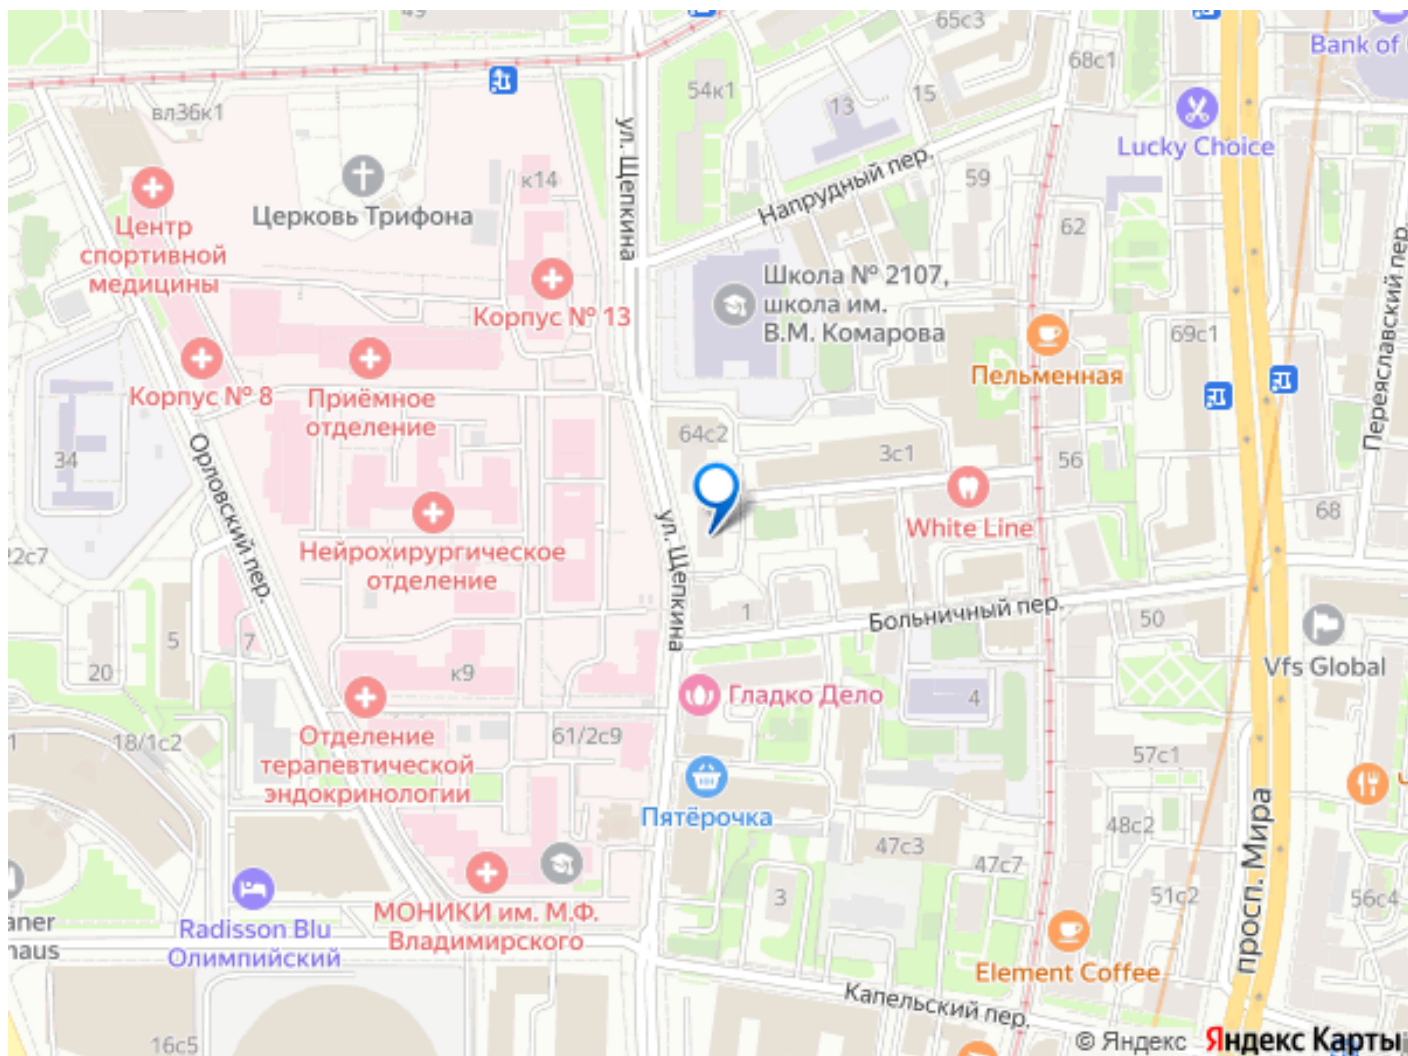 49
65с3
68с1
Bank of
вл36к1
54к1
13
15
Lucky Choice
ул. Щепкина
Напрудный пер.
к14
59
62
Церковь Трифона
Центр
спортивной
медицины
Школа № 2107,
школа им.
В.М. Комарова
Корпус № 13
69с1
Переяславский пер.
Корпус № 8
Приёмное
отделение
Пельменная
64с2
3с1
56
34
Орловский пер.
White Line
68
ул. Щепкина
Нейрохирургическое
отделение
22с7
1
Больничный пер.
50
5
7
20
к9
Vfs Global
Гладко Дело
4
Отделение
терапевтической
эндокринологии
18/1с2
1
61/2с9
57с1
Пятёрочка
48с2
47с3
47с7
просп. Мира
3
51с2
56с4
Radisson Blu
Олимпийский
МОНИКИ им. М.Ф.
Владимирского
aner
haus
Element Coffee
Капельский пер.
16с5
© Яндекс Яндекс Карты